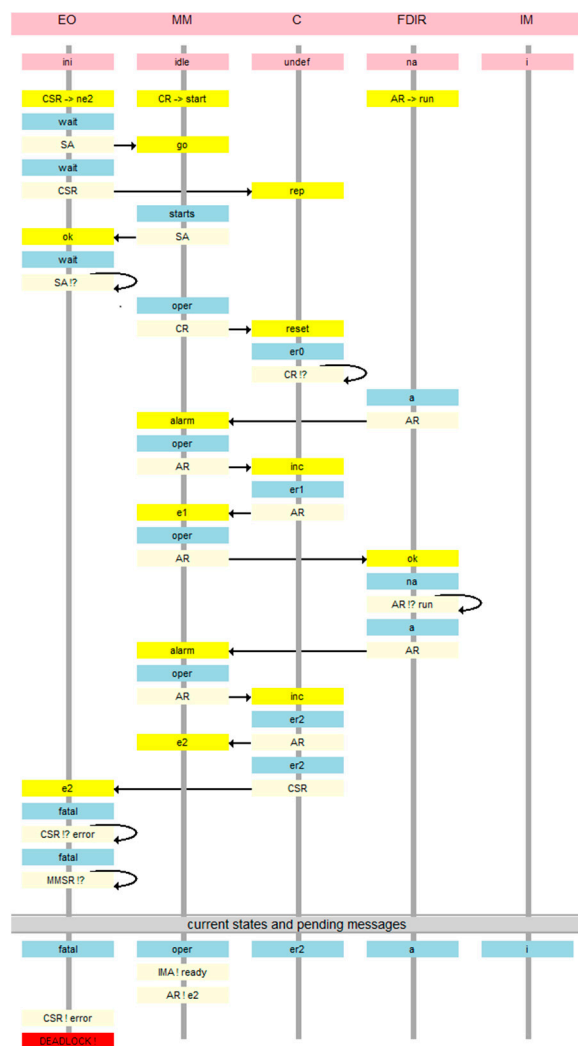 EO MM C FDIR IM
ini idle undef na i
CSR -> ne2 CR -> start AR -> run
wait
SA go
wait
CSR rep
starts
ok SA
wait
SA !?
oper
CR reset
er0
CR !?
a
alarm AR
oper
AR inc
er1
e1 AR
oper
AR ok
na
AR !? run
a
alarm AR
oper
AR inc
er2
e2 AR
er2
e2 CSR
fatal
CSR !? error
fatal
MMSR !?
current states and pending messages
fatal oper er2 a i
IMA ! ready
AR ! e2
CSR ! error
DEADLOCK !